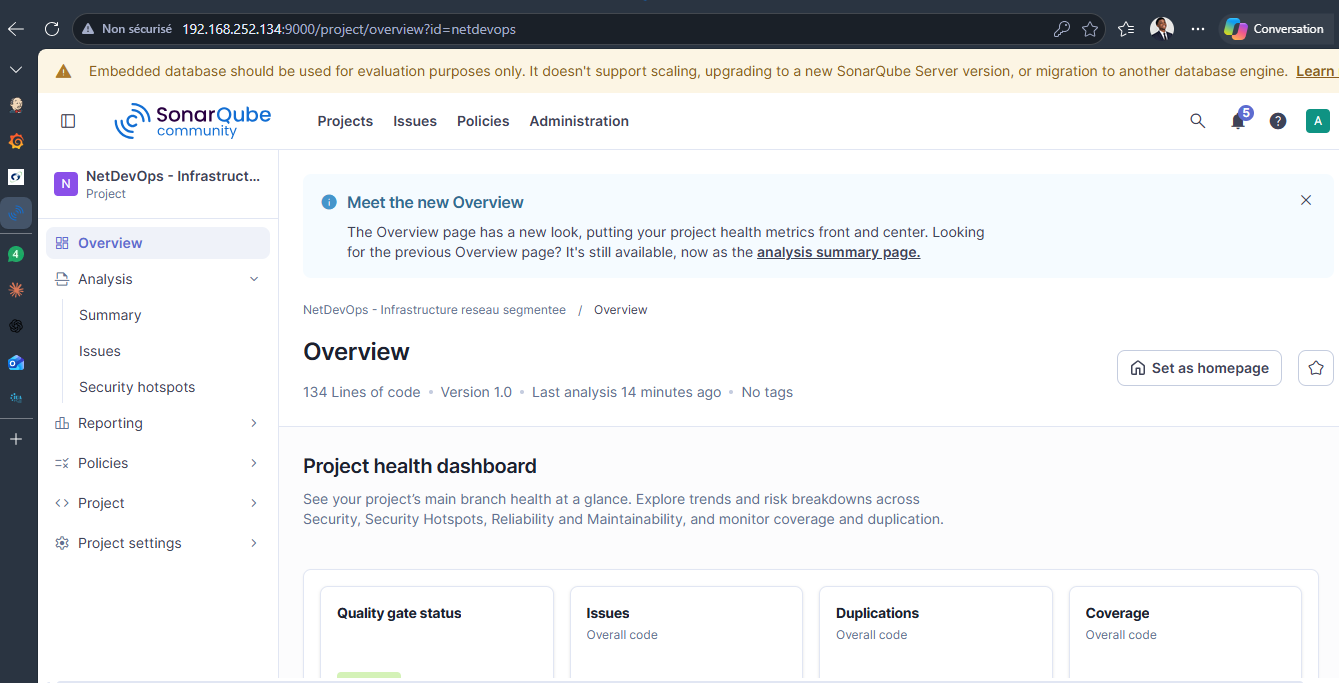 Non sécurisé 192.168.252.134:9000/project/overview?id=netdevops
Conversation
Embedded database should be used for evaluation purposes only. It doesn't support scaling, upgrading to a new SonarQube Server version, or migration to another database engine. Learn
SonarQube
community
Projects Issues Policies Administration
5
?
A
N
NetDevOps - Infrastruct...
Project
Overview
Analysis
Summary
Issues
Security hotspots
Reporting
Policies
Project
Project settings
4
Meet the new Overview
The Overview page has a new look, putting your project health metrics front and center. Looking
for the previous Overview page? It's still available, now as the analysis summary page.
NetDevOps - Infrastructure reseau segmentee / Overview
Overview
Set as homepage
134 Lines of code • Version 1.0 • Last analysis 14 minutes ago • No tags
Project health dashboard
See your project's main branch health at a glance. Explore trends and risk breakdowns across
Security, Security Hotspots, Reliability and Maintainability, and monitor coverage and duplication.
Quality gate status
Issues
Overall code
Duplications
Overall code
Coverage
Overall code